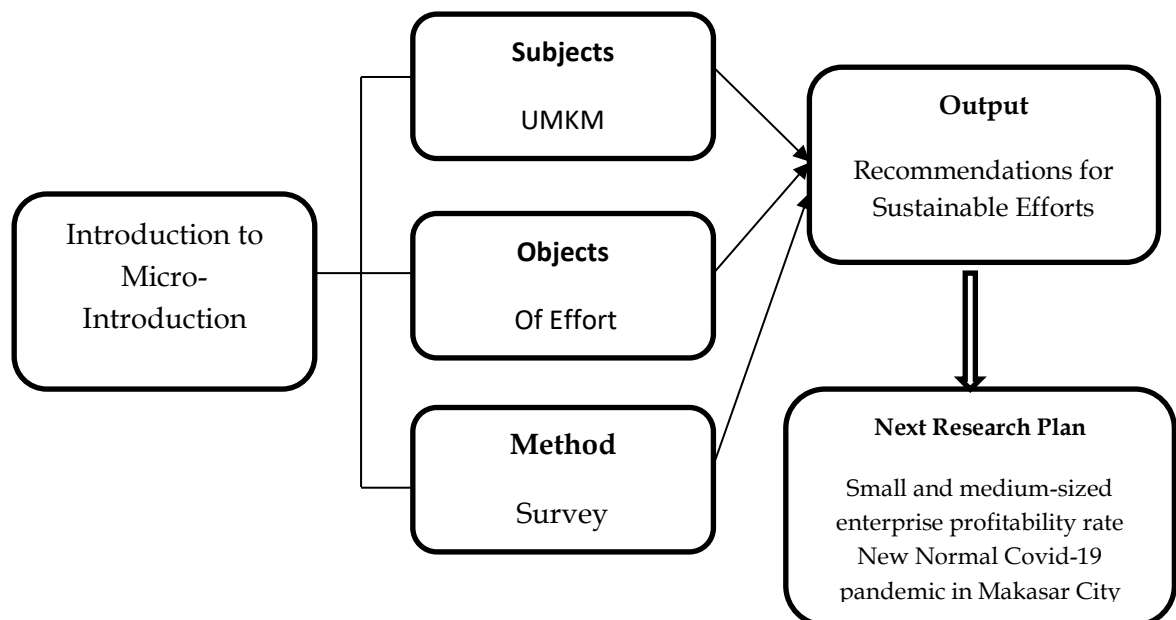 Introduction to
Micro-
Introduction
Subjects
UMKM
Objects
Of Effort
Method
Survey
Output
Recommendations for
Sustainable Efforts
Next Research Plan
Small and medium-sized
enterprise profitability rate
New Normal Covid-19
pandemic in Makasar City